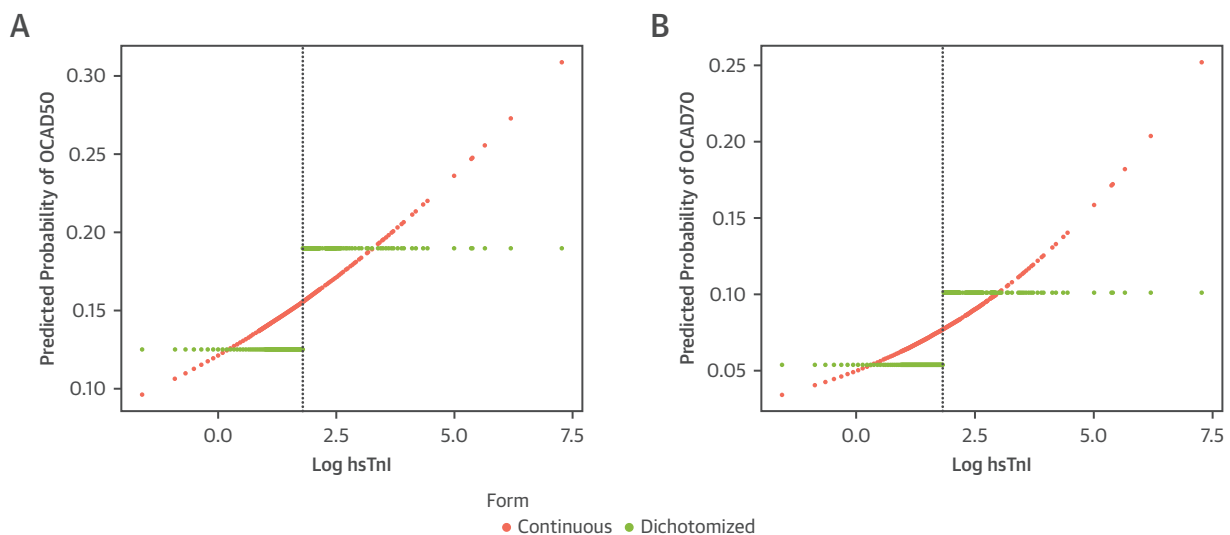 A
Predicted Probability of OCAD50
0.30
0.25
0.20
0.15
0.10
0.0
2.5
5.0
7.5
Log hsTnI
B
Predicted Probability of OCAD70
0.25
0.20
0.15
0.10
0.05
0.0
2.5
5.0
7.5
Log hsTnI
Form
Continuous
Dichotomized